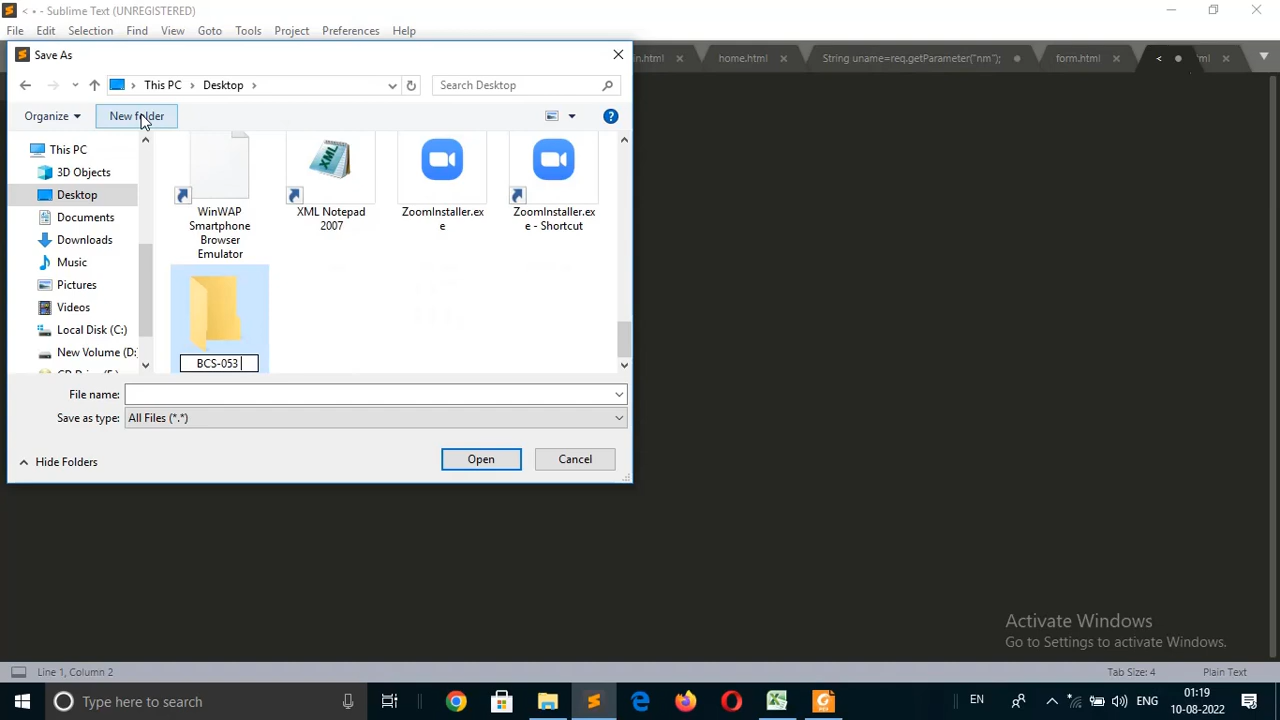 < • - Sublime Text (UNREGISTERED)
File Edit Selection Find View Goto Tools Project Preferences Help
Save As
in.html home.html String uname=req.getParameter("nm"); form.html < ml
This PC Desktop Search Desktop
Organize New folder
This PC
3D Objects
Desktop
Documents
Downloads
Music
Pictures
Videos
Local Disk (C:)
New Volume (D:
WinWAP
Smartphone
Browser
Emulator
XML Notepad
2007
ZoomInstaller.ex
e
ZoomInstaller.ex
e - Shortcut
BCS-053
File name:
Save as type: All Files (*.*)
Hide Folders Open Cancel
Activate Windows
Go to Settings to activate Windows.
Line 1, Column 2 Tab Size: 4 Plain Text
Type here to search EN ENG 01:19
10-08-2022